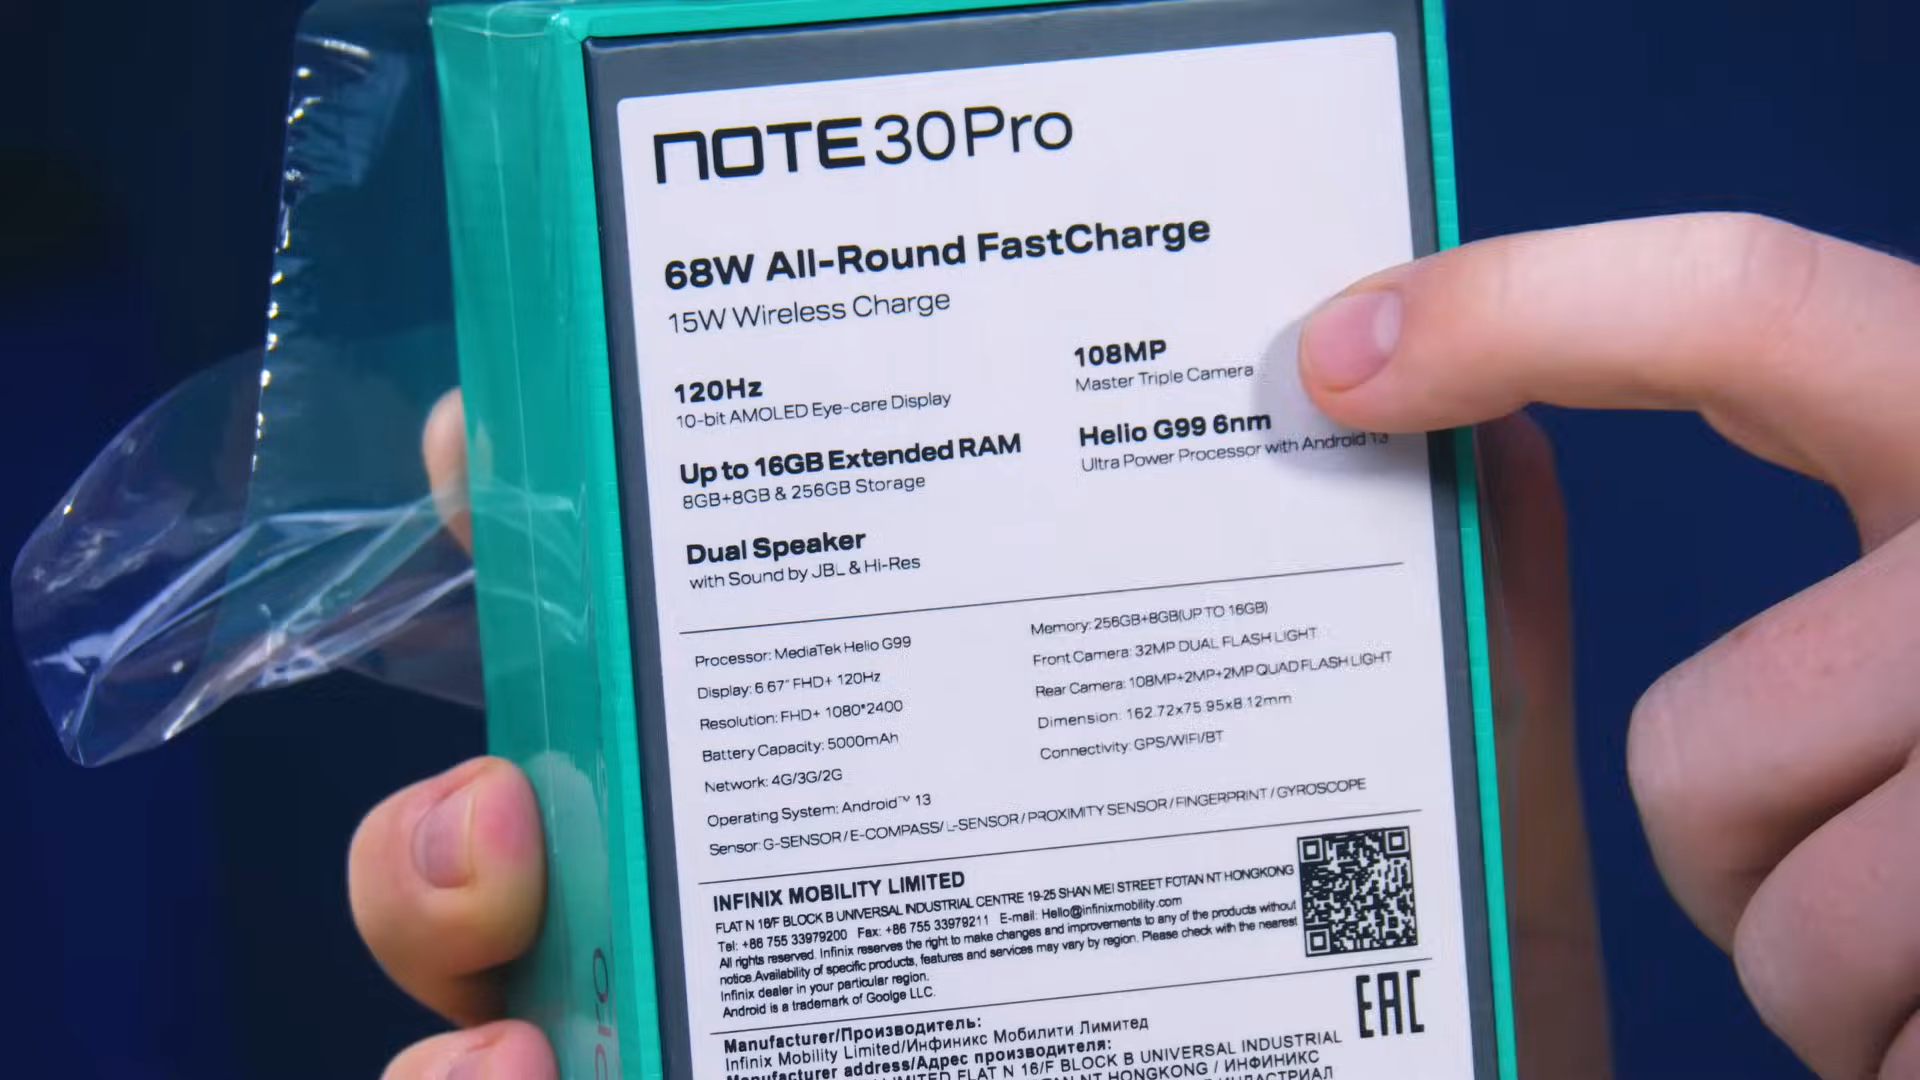 NOTE 30 Pro
68W All-Round FastCharge
15W Wireless Charge
120Hz
10-bit AMOLED Eye-care Display
108MP
Master Triple Camera
Up to 16GB Extended RAM
8GB+8GB & 256GB Storage
Helio G99 6nm
Ultra Power Processor with Android 13
Dual Speaker
with Sound by JBL & Hi-Res
Processor: MediaTek Helio G99
Display: 6.67" FHD+ 120Hz
Resolution: FHD+ 1080*2400
Battery Capacity: 5000mAh
Network: 4G/3G/2G
Operating System: Android™ 13
Memory: 256GB+8GB(UP TO 16GB)
Front Camera: 32MP DUAL FLASH LIGHT
Rear Camera: 108MP+2MP+2MP QUAD FLASH LIGHT
Dimension: 162.72x75.95x8.12mm
Connectivity: GPS/WIFI/BT
Sensor: G-SENSOR/E-COMPASS/L-SENSOR/PROXIMITY SENSOR/FINGERPRINT/GYROSCOPE
INFINIX MOBILITY LIMITED
FLAT N 16/F BLOCK B UNIVERSAL INDUSTRIAL CENTRE 19-25 SHAN MEI STREET FOTAN NT HONGKONG
Tel: +86 755 33979200 Fax: +86 755 33979211 E-mail: Hello@infinixmobility.com
All rights reserved. Infinix reserves the right to make changes and improvements to any of the products without
notice.Availability of specific products, features and services may vary by region. Please check with the nearest
Infinix dealer in your particular region.
Android is a trademark of Goolge LLC.
EAC
Manufacturer/Производитель:
Infinix Mobility Limited/Инфиникс Мобилити Лимитед
Manufacturer address/Адрес производителя:
LIMITED FLAT N 16/F BLOCK B UNIVERSAL INDUSTRIAL
NT HONGKONG / ИНФИНИКС
Pro